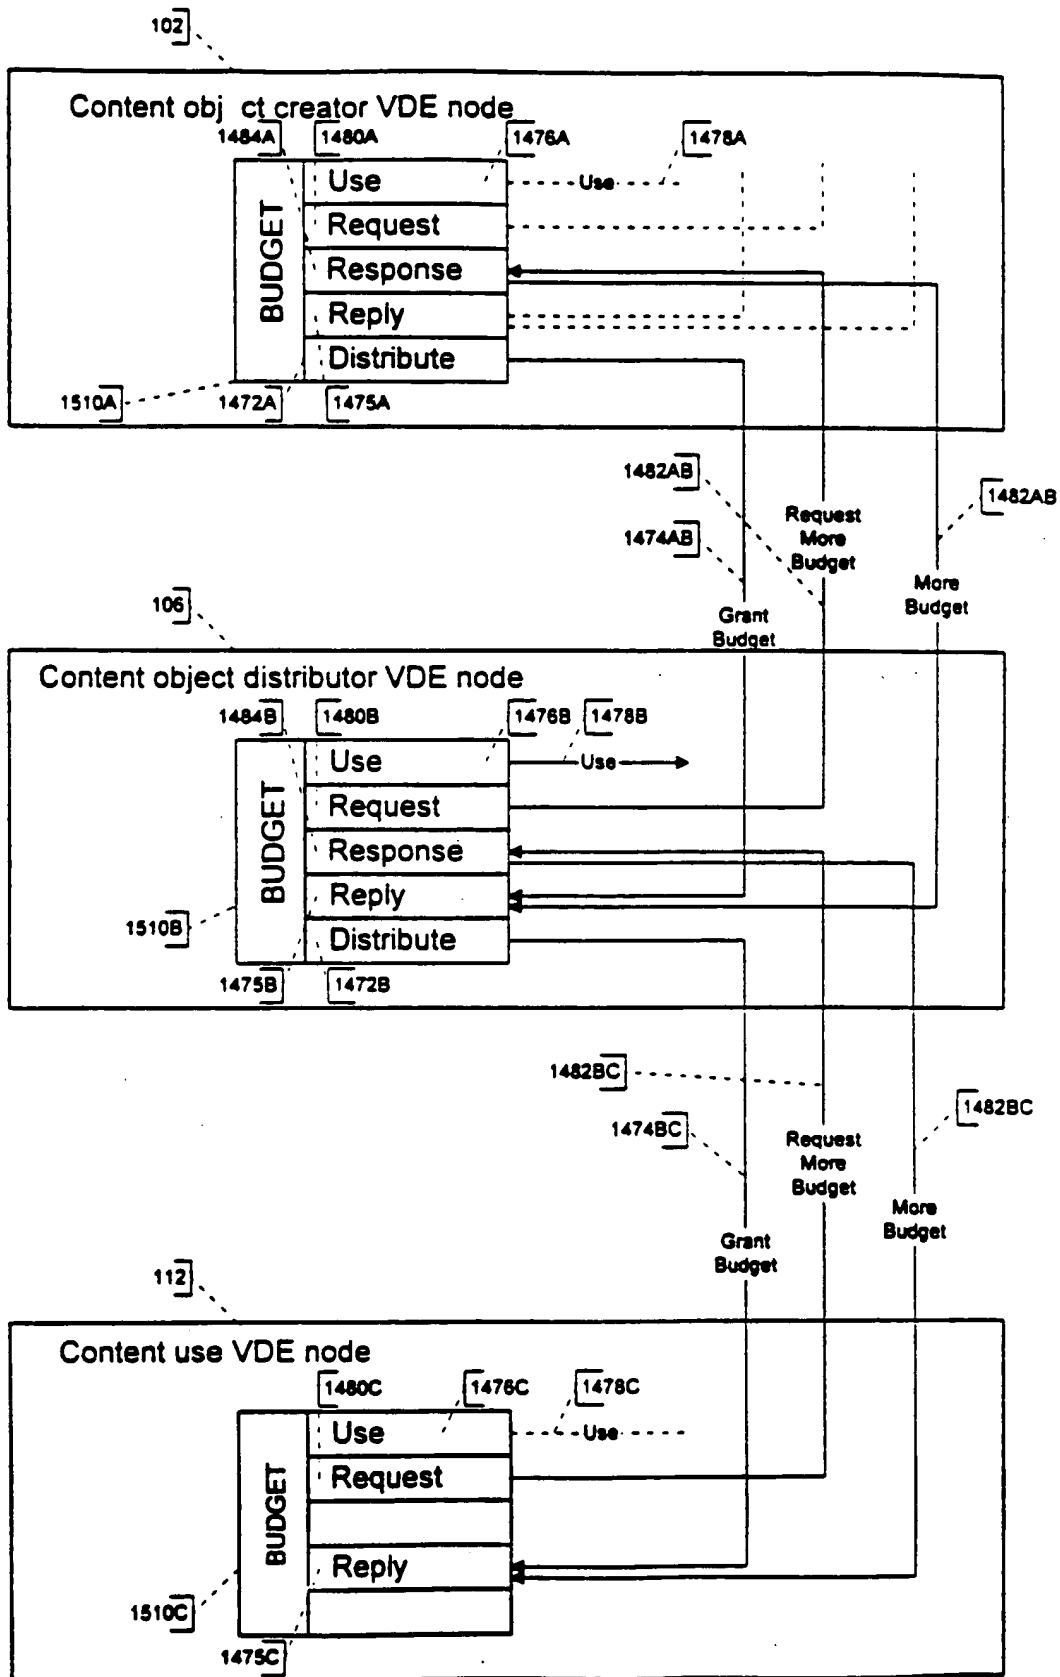 102
Content obj ct creator VDE node
1484A
1480A
1476A
1478A
BUDGET
Use
Use
Request
Response
Reply
Distribute
1510A
1472A
1475A
1482AB
1474AB
Request
More
Budget
1482AB
More
Budget
Grant
Budget
106
Content object distributor VDE node
1484B
1480B
1476B
1478B
BUDGET
Use
Use
Request
Response
Reply
Distribute
1510B
1475B
1472B
1482BC
1474BC
Request
More
Budget
1482BC
More
Budget
Grant
Budget
112
Content use VDE node
1480C
1476C
1478C
BUDGET
Use
Use
Request
Reply
1510C
1475C